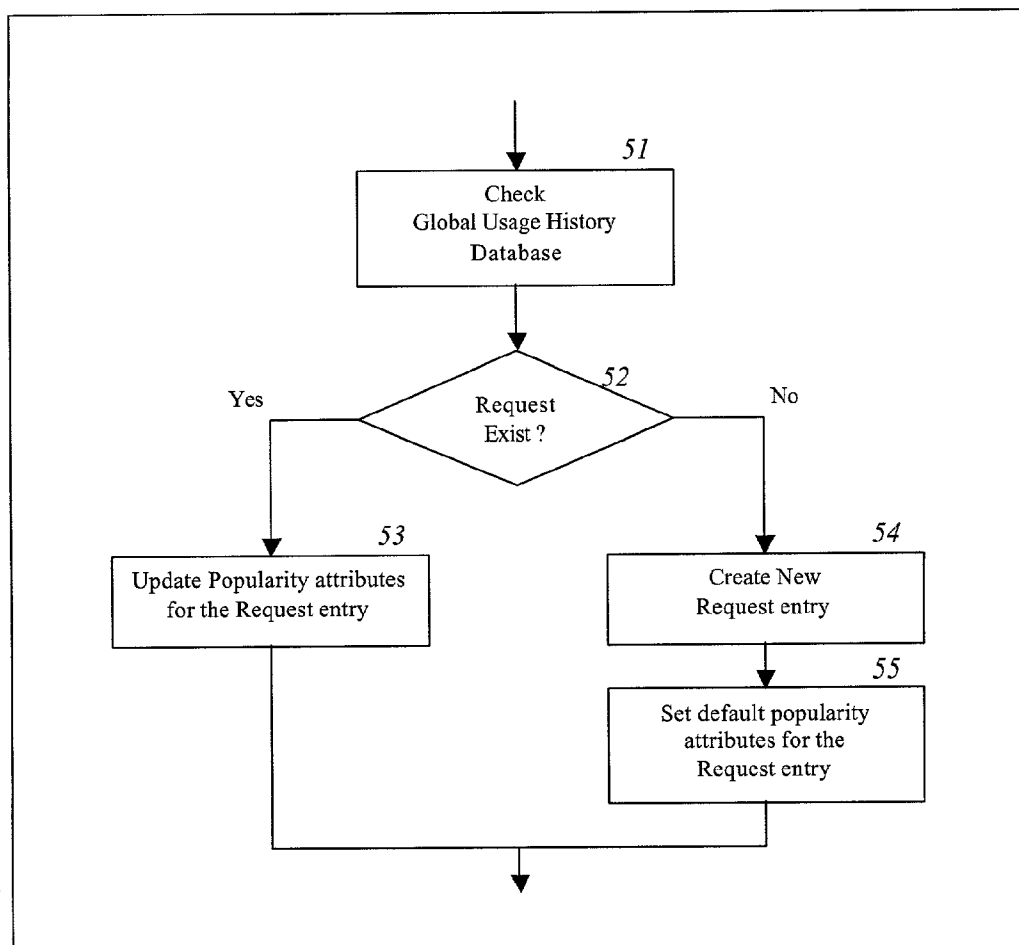 51
Check
Global Usage History
Database
52
Yes
No
Request
Exist ?
53
Update Popularity attributes
for the Request entry
54
Create New
Request entry
55
Set default popularity
attributes for the
Request entry